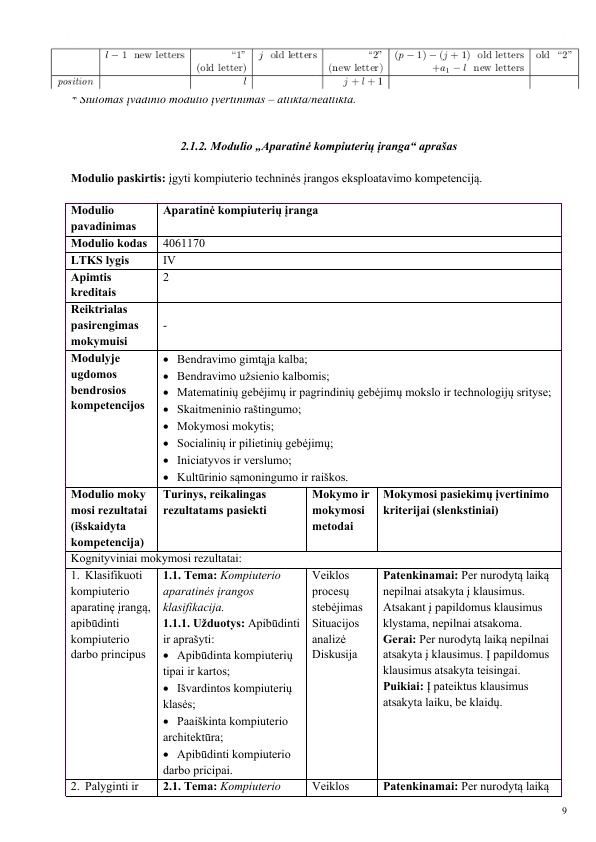 l − 1 new letters “1” j old letters “2” (p − 1) − (j + 1) old letters old “2”
(old letter) (new letter) +a₁ − l new letters
position l j + l + 1
* Siūlomas įvadinio modulio įvertinimas – atlikta/neatlikta.
2.1.2. Modulio „Aparatinė kompiuterių įranga“ aprašas
Modulio paskirtis: įgyti kompiuterio techninės įrangos eksploatavimo kompetenciją.
Modulio
pavadinimas
Aparatinė kompiuterių įranga
Modulio kodas 4061170
LTKS lygis IV
Apimtis
kreditais
2
Reiktrialas
pasirengimas
mokymuisi
-
Modulyje
ugdomos
bendrosios
kompetencijos
• Bendravimo gimtąja kalba;
• Bendravimo užsienio kalbomis;
• Matematinių gebėjimų ir pagrindinių gebėjimų mokslo ir technologijų srityse;
• Skaitmeninio raštingumo;
• Mokymosi mokytis;
• Socialinių ir pilietinių gebėjimų;
• Iniciatyvos ir verslumo;
• Kultūrinio sąmoningumo ir raiškos.
Modulio moky
mosi rezultatai
(išskaidyta
kompetencija)
Turinys, reikalingas
rezultatams pasiekti
Mokymo ir
mokymosi
metodai
Mokymosi pasiekimų įvertinimo
kriterijai (slenkstiniai)
Kognityviniai mokymosi rezultatai:
1. Klasifikuoti
kompiuterio
aparatinę įrangą,
apibūdinti
kompiuterio
darbo principus
1.1. Tema: Kompiuterio
aparatinės įrangos
klasifikacija.
1.1.1. Užduotys: Apibūdinti
ir aprašyti:
• Apibūdinta kompiuterių
tipai ir kartos;
• Išvardintos kompiuterių
klasės;
• Paaiškinta kompiuterio
architektūra;
• Apibūdinti kompiuterio
darbo pricipai.
Veiklos
procesų
stebėjimas
Situacijos
analizė
Diskusija
Patenkinamai: Per nurodytą laiką
nepilnai atsakyta į klausimus.
Atsakant į papildomus klausimus
klystama, nepilnai atsakoma.
Gerai: Per nurodytą laiką nepilnai
atsakyta į klausimus. Į papildomus
klausimus atsakyta teisingai.
Puikiai: Į pateiktus klausimus
atsakyta laiku, be klaidų.
2. Palyginti ir 2.1. Tema: Kompiuterio Veiklos Patenkinamai: Per nurodytą laiką
9